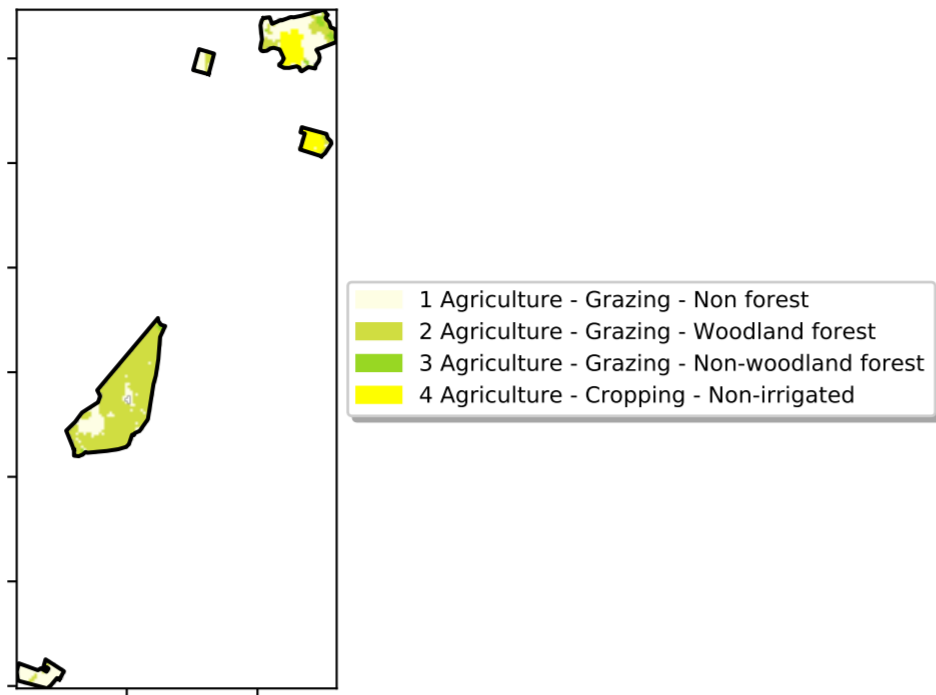 1 Agriculture - Grazing - Non forest
2 Agriculture - Grazing - Woodland forest
3 Agriculture - Grazing - Non-woodland forest
4 Agriculture - Cropping - Non-irrigated